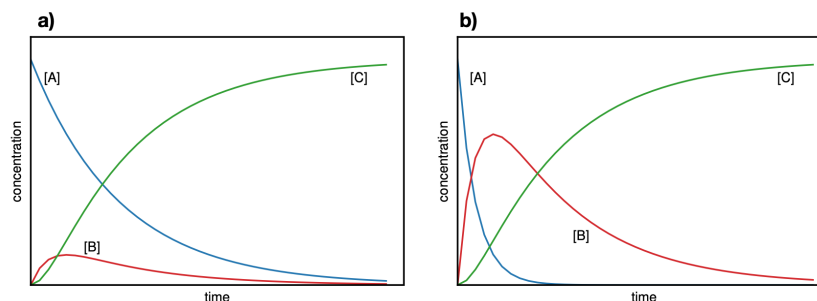 a)
[A]
[C]
[B]
concentration
time
b)
[A]
[C]
[B]
concentration
time